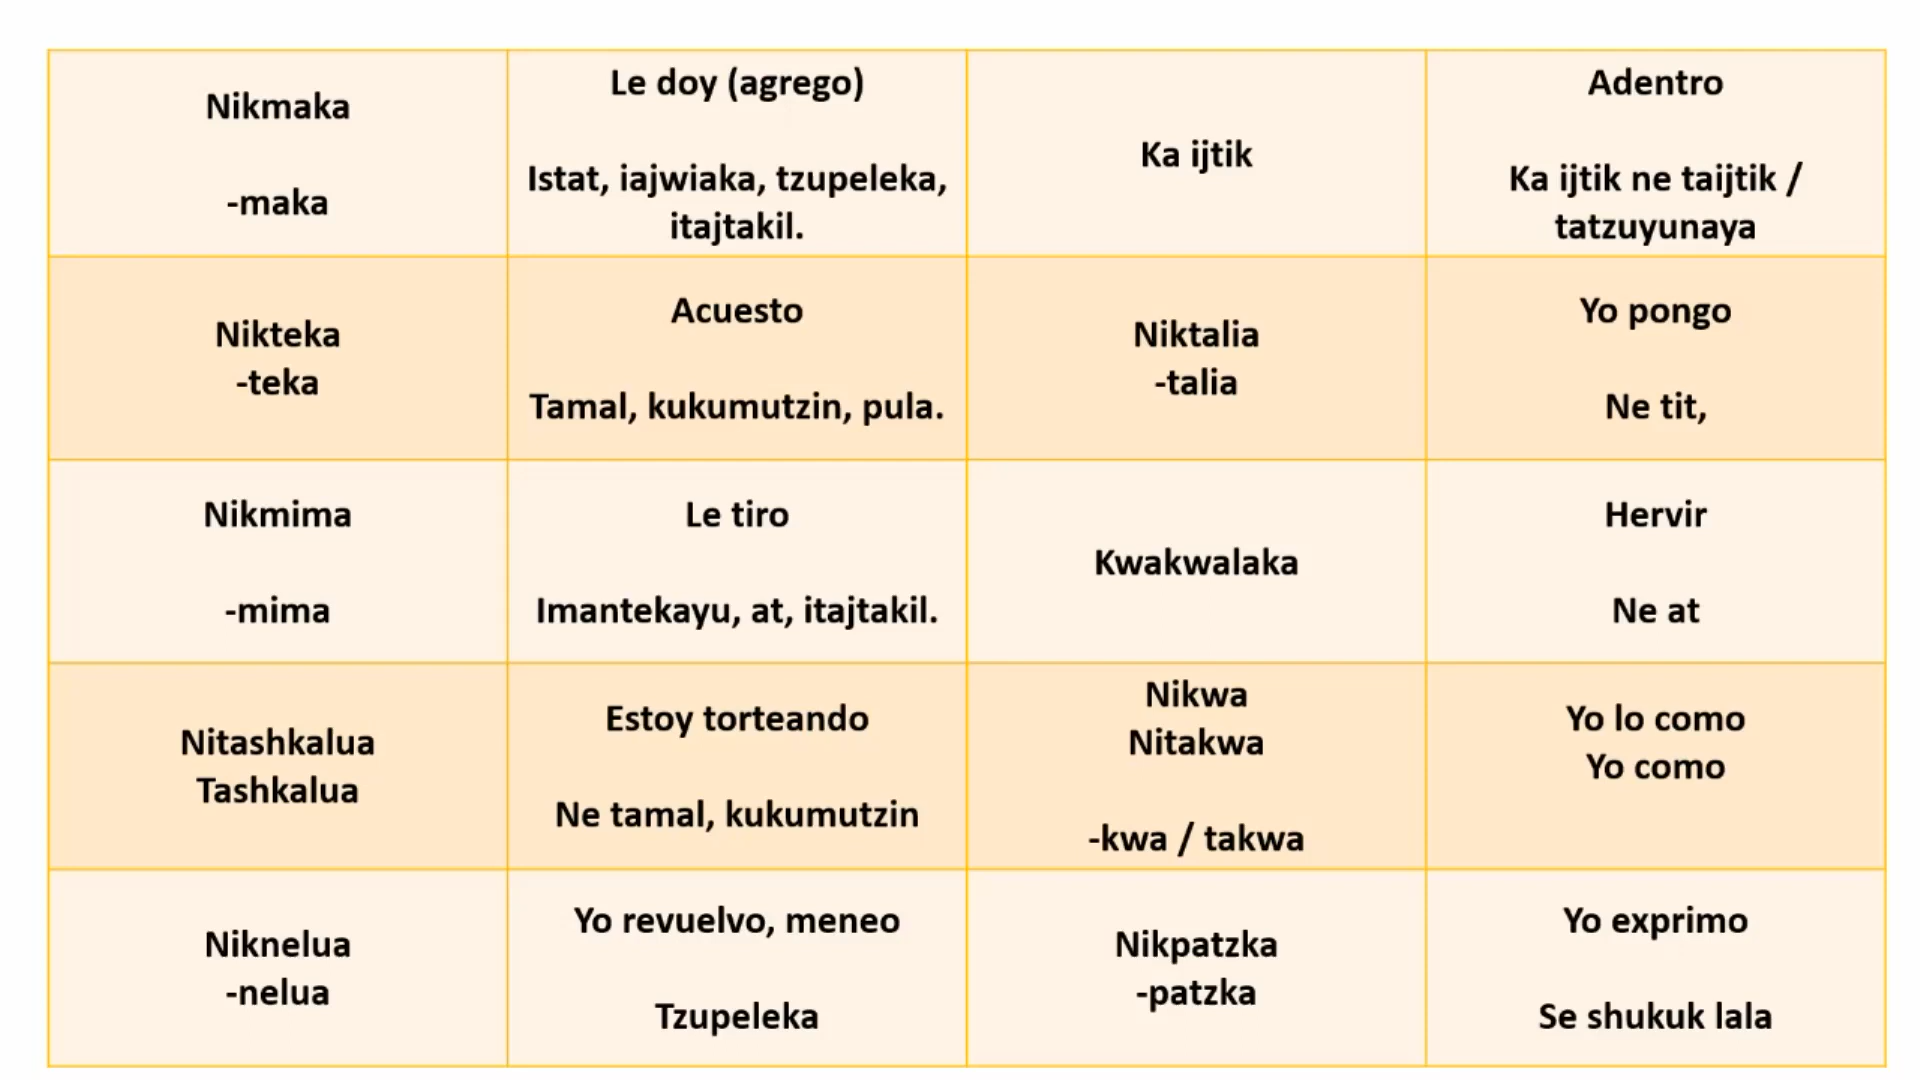 Nikmaka
-maka
Le doy (agrego)
Istat, iajwiaka, tzupeleka,
itajtakil.
Ka ijtik
Adentro
Ka ijtik ne taijtik /
tatzuyunaya
Nikteka
-teka
Acuesto
Tamal, kukumutzin, pula.
Niktalia
-talia
Yo pongo
Ne tit,
Nikmima
-mima
Le tiro
Imantekayu, at, itajtakil.
Kwakwalaka
Hervir
Ne at
Nitashkalua
Tashkalua
Estoy torteando
Ne tamal, kukumutzin
Nikwa
Nitakwa
-kwa / takwa
Yo lo como
Yo como
Niknelua
-nelua
Yo revuelvo, meneo
Tzupeleka
Nikpatzka
-patzka
Yo exprimo
Se shukuk lala